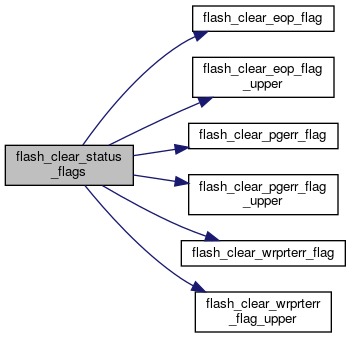 flash_clear_eop_flag
flash_clear_eop_flag
_upper
flash_clear_pgerr_flag
flash_clear_status
_flags
flash_clear_pgerr_flag
_upper
flash_clear_wrprterr_flag
flash_clear_wrprterr
_flag_upper